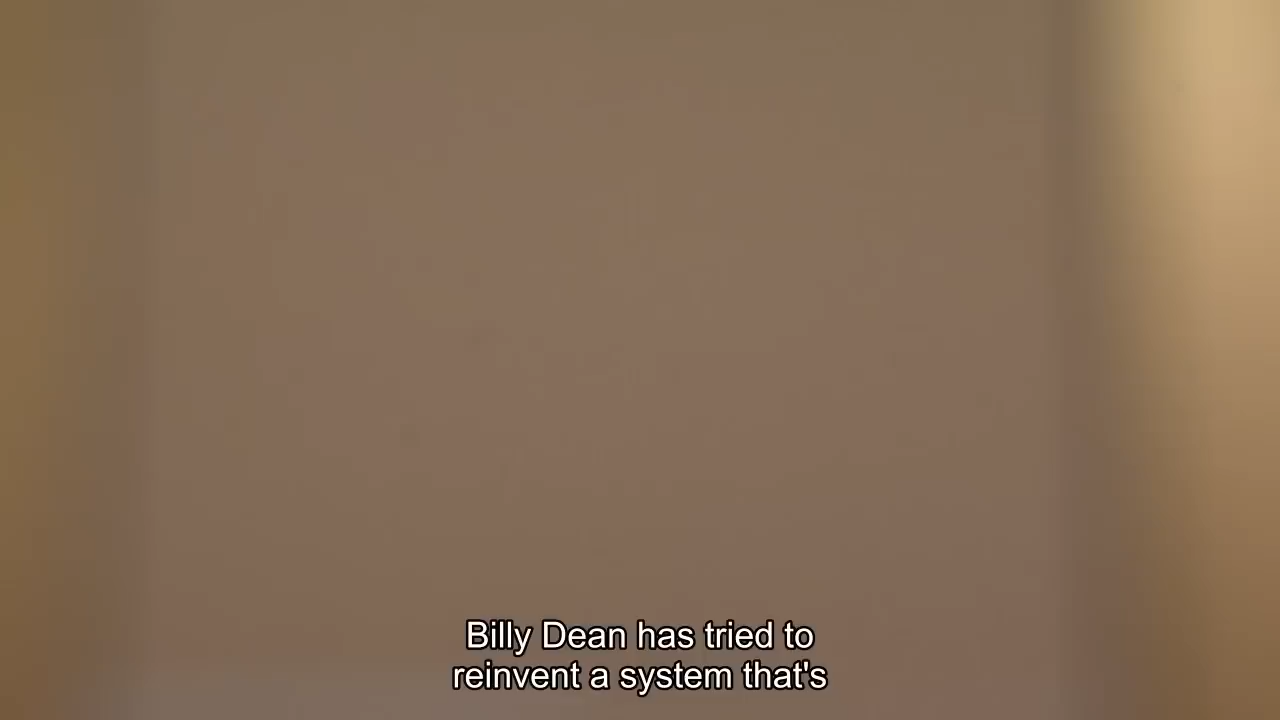 Billy Dean has tried to
reinvent a system that's